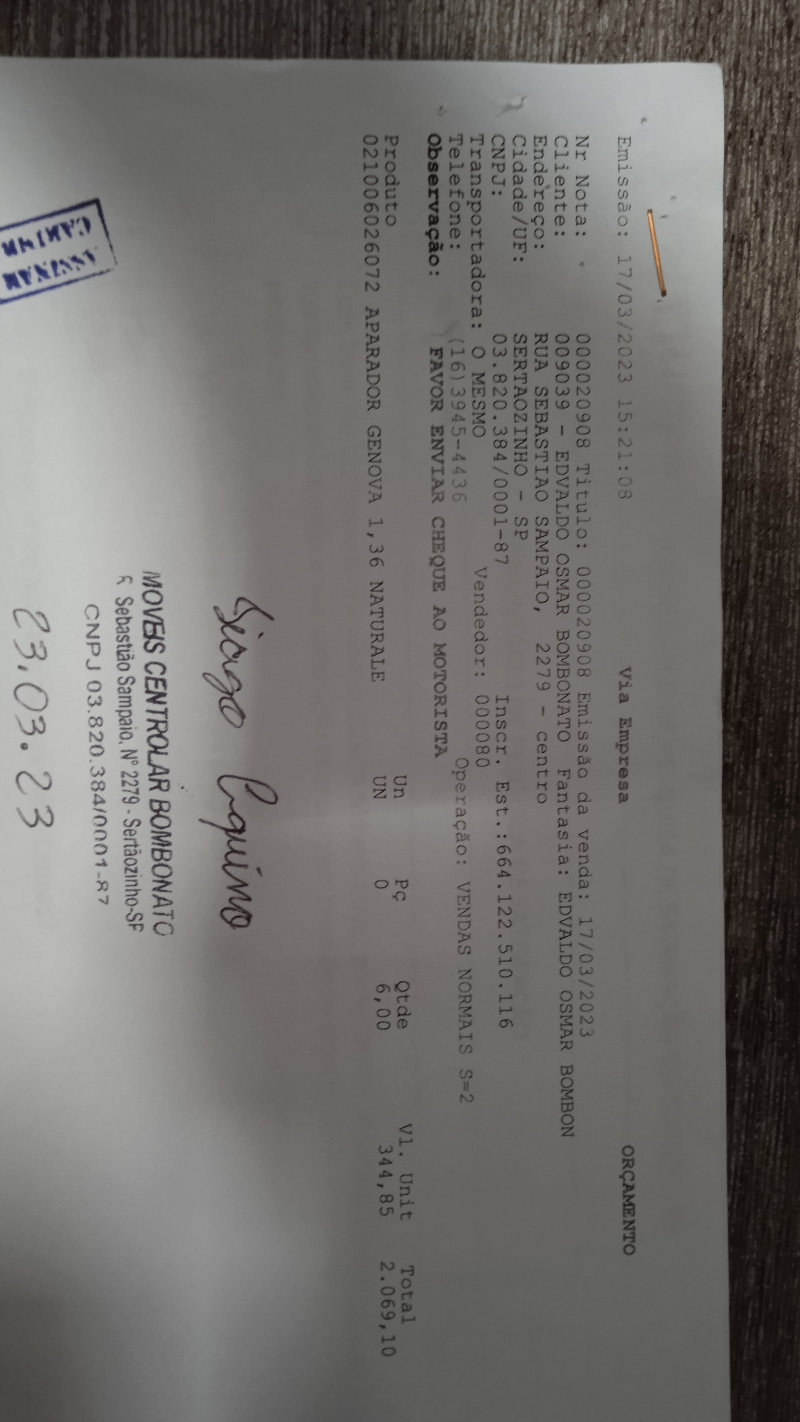 Emissão: 17/03/2023 15:21:08 Via Empresa ORÇAMENTO
Nr Nota: 000020908 Titulo: 000020908 Emissão da venda: 17/03/2023
Cliente: 009039 - EDVALDO OSMAR BOMBONATO Fantasia: EDVALDO OSMAR BOMBON
Endereço: RUA SEBASTIAO SAMPAIO, 2279 - centro
Cidade/UF: SERTAOZINHO - SP
CNPJ: 03.820.384/0001-87 Inscr. Est.:664.122.510.116
Transportadora: O MESMO Vendedor: 000080
Telefone: (16)3945-4436 Operação: VENDAS NORMAIS S=2
Observação: FAVOR ENVIAR CHEQUE AO MOTORISTA
Produto Un Pç Qtde Vl. Unit Total
021006026072 APARADOR GENOVA 1,36 NATURALE UN 0 6,00 344,85 2.069,10
MOVEIS CENTROLAR BOMBONATO
R. Sebastião Sampaio, Nº 2279 - Sertãozinho-SP
CNPJ 03.820.384/0001-87
23.03.23
ASSINAR